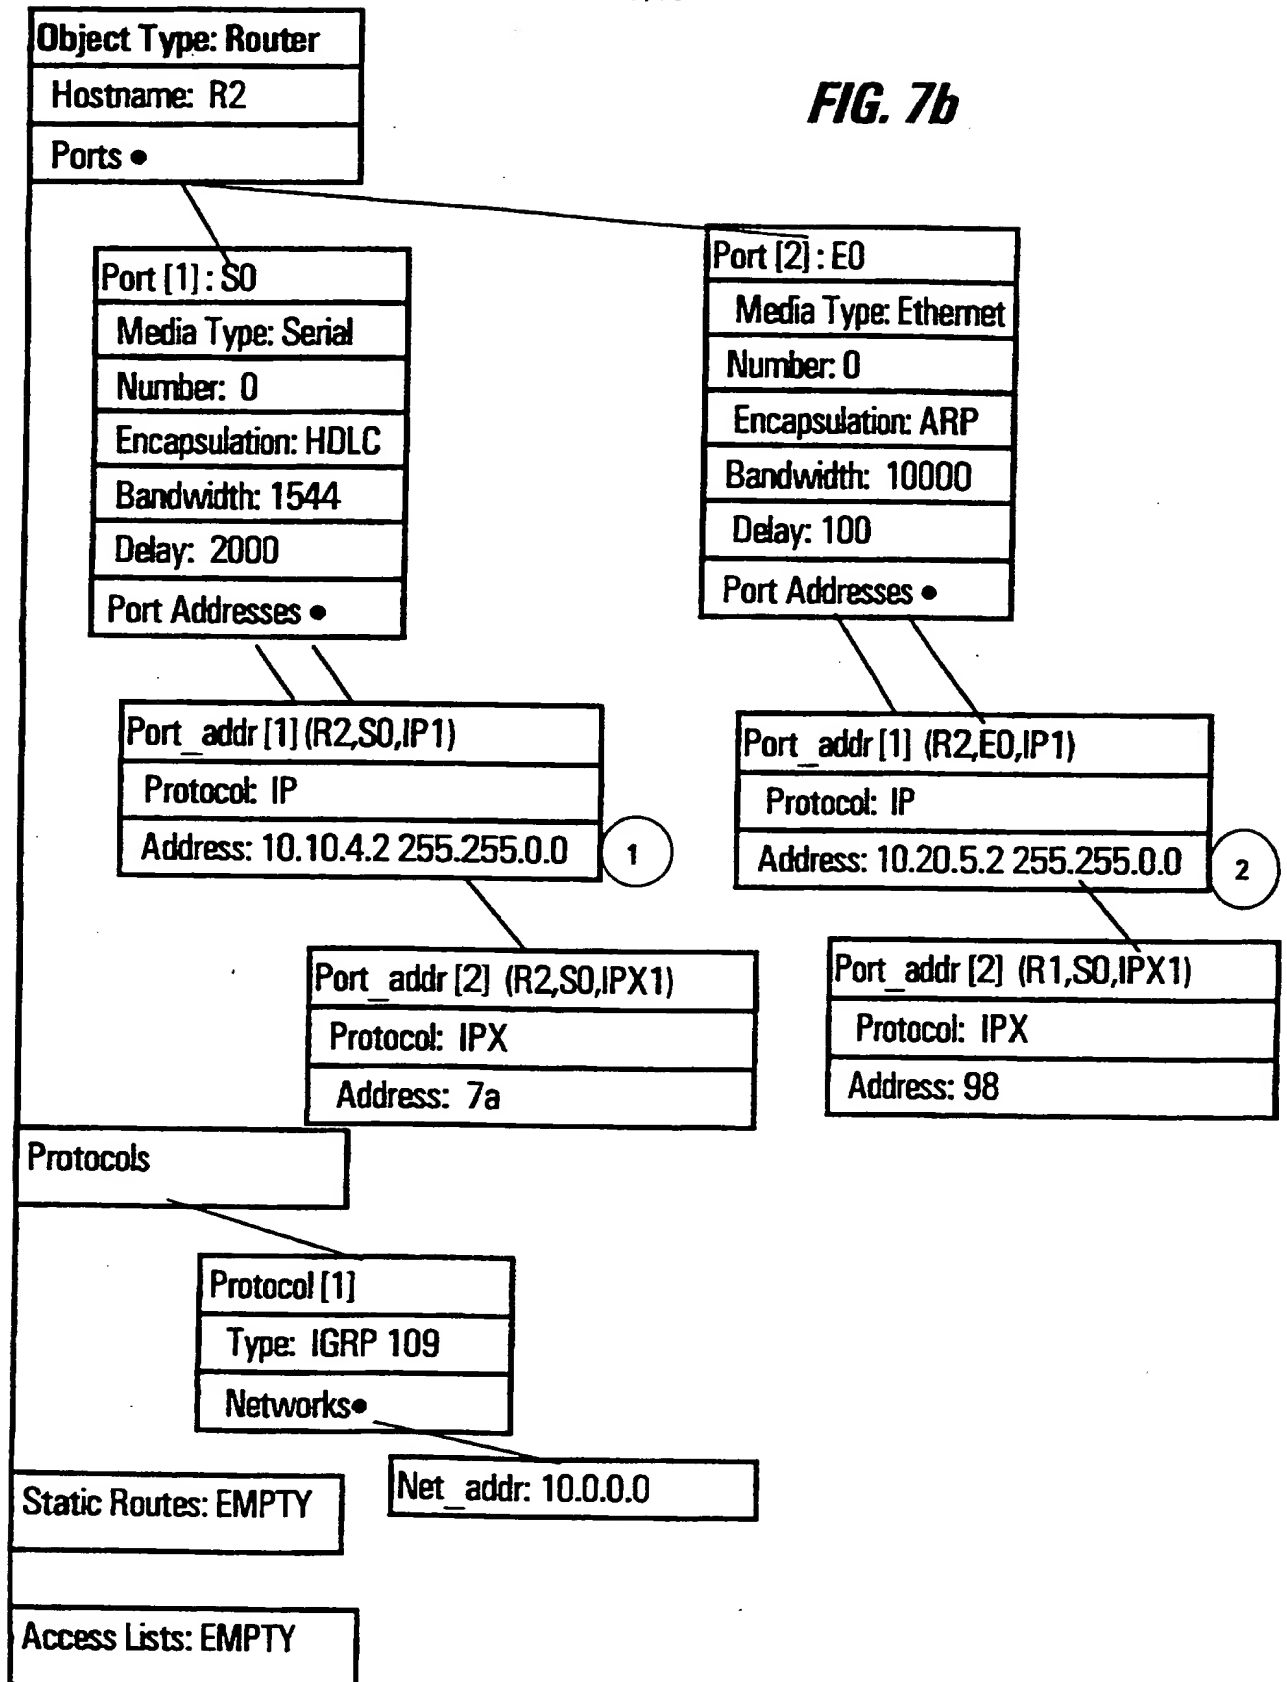 Object Type: Router
Hostname: R2
Ports •
FIG. 7b
Port [1] : S0
Media Type: Serial
Number: 0
Encapsulation: HDLC
Bandwidth: 1544
Delay: 2000
Port Addresses •
Port [2] : E0
Media Type: Ethernet
Number: 0
Encapsulation: ARP
Bandwidth: 10000
Delay: 100
Port Addresses •
Port_addr [1] (R2,S0,IP1)
Protocol: IP
Address: 10.10.4.2 255.255.0.0
1
Port_addr [1] (R2,E0,IP1)
Protocol: IP
Address: 10.20.5.2 255.255.0.0
2
Port_addr [2] (R2,S0,IPX1)
Protocol: IPX
Address: 7a
Port_addr [2] (R1,S0,IPX1)
Protocol: IPX
Address: 98
Protocols
Protocol [1]
Type: IGRP 109
Networks•
Net_addr: 10.0.0.0
Static Routes: EMPTY
Access Lists: EMPTY